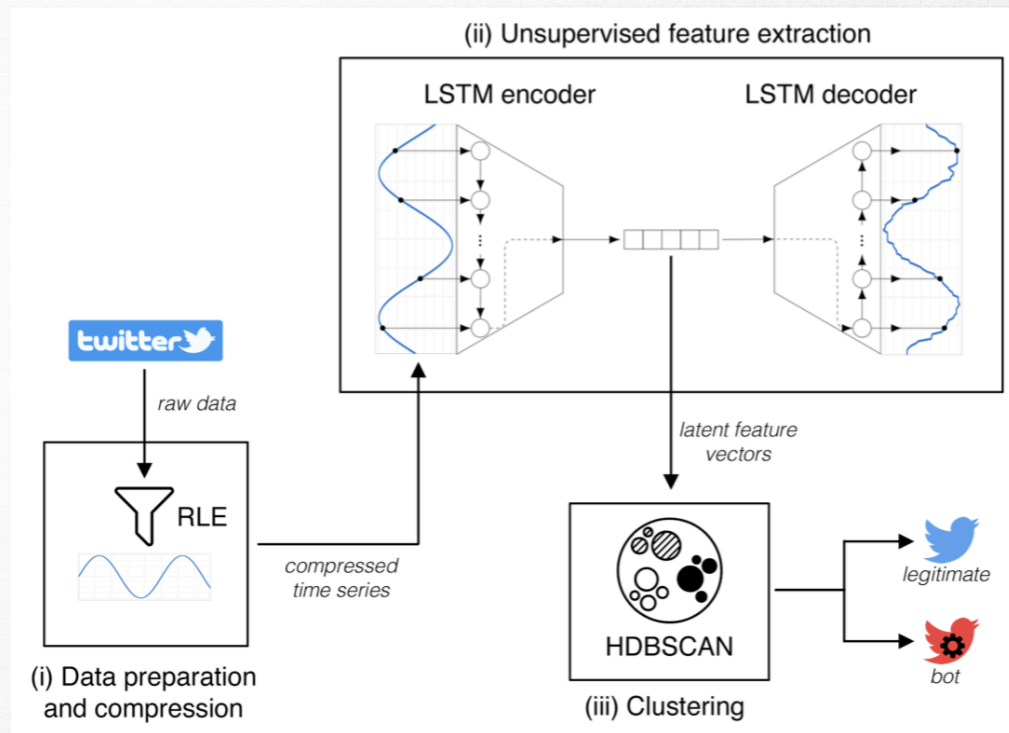 (ii) Unsupervised feature extraction
LSTM encoder
LSTM decoder
twitter
raw data
RLE
compressed
time series
(i) Data preparation
and compression
latent feature
vectors
HDBSCAN
(iii) Clustering
legitimate
bot